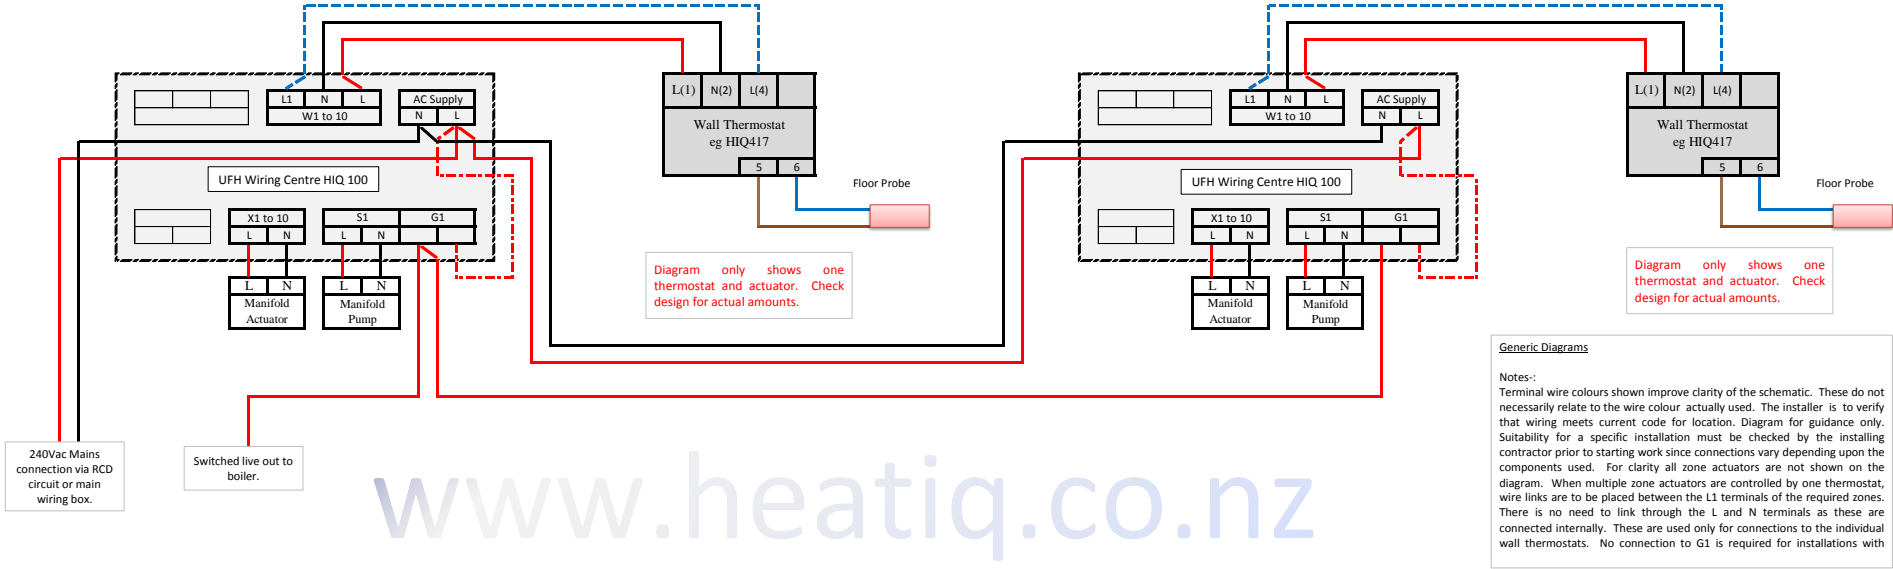 L1 N L
W1 to 10
AC Supply
N L
UFH Wiring Centre HIQ 100
X1 to 10
L N
S1 G1
L N
L N
Manifold
Actuator
L N
Manifold
Pump
L(1) N(2) L(4)
Wall Thermostat
eg HIQ417
5 6
Floor Probe
Diagram only shows one
thermostat and actuator. Check
design for actual amounts.
240Vac Mains
connection via RCD
circuit or main
wiring box.
Switched live out to
boiler.
L1 N L
W1 to 10
AC Supply
N L
UFH Wiring Centre HIQ 100
X1 to 10
L N
S1 G1
L N
L N
Manifold
Actuator
L N
Manifold
Pump
L(1) N(2) L(4)
Wall Thermostat
eg HIQ417
5 6
Floor Probe
Diagram only shows one
thermostat and actuator. Check
design for actual amounts.
Generic Diagrams
Notes-:
Terminal wire colours shown improve clarity of the schematic. These do not
necessarily relate to the wire colour actually used. The installer is to verify
that wiring meets current code for location. Diagram for guidance only.
Suitability for a specific installation must be checked by the installing
contractor prior to starting work since connections vary depending upon the
components used. For clarity all zone actuators are not shown on the
diagram. When multiple zone actuators are controlled by one thermostat,
wire links are to be placed between the L1 terminals of the required zones.
There is no need to link through the L and N terminals as these are
connected internally. These are used only for connections to the individual
wall thermostats. No connection to G1 is required for installations with
www.heatiq.co.nz